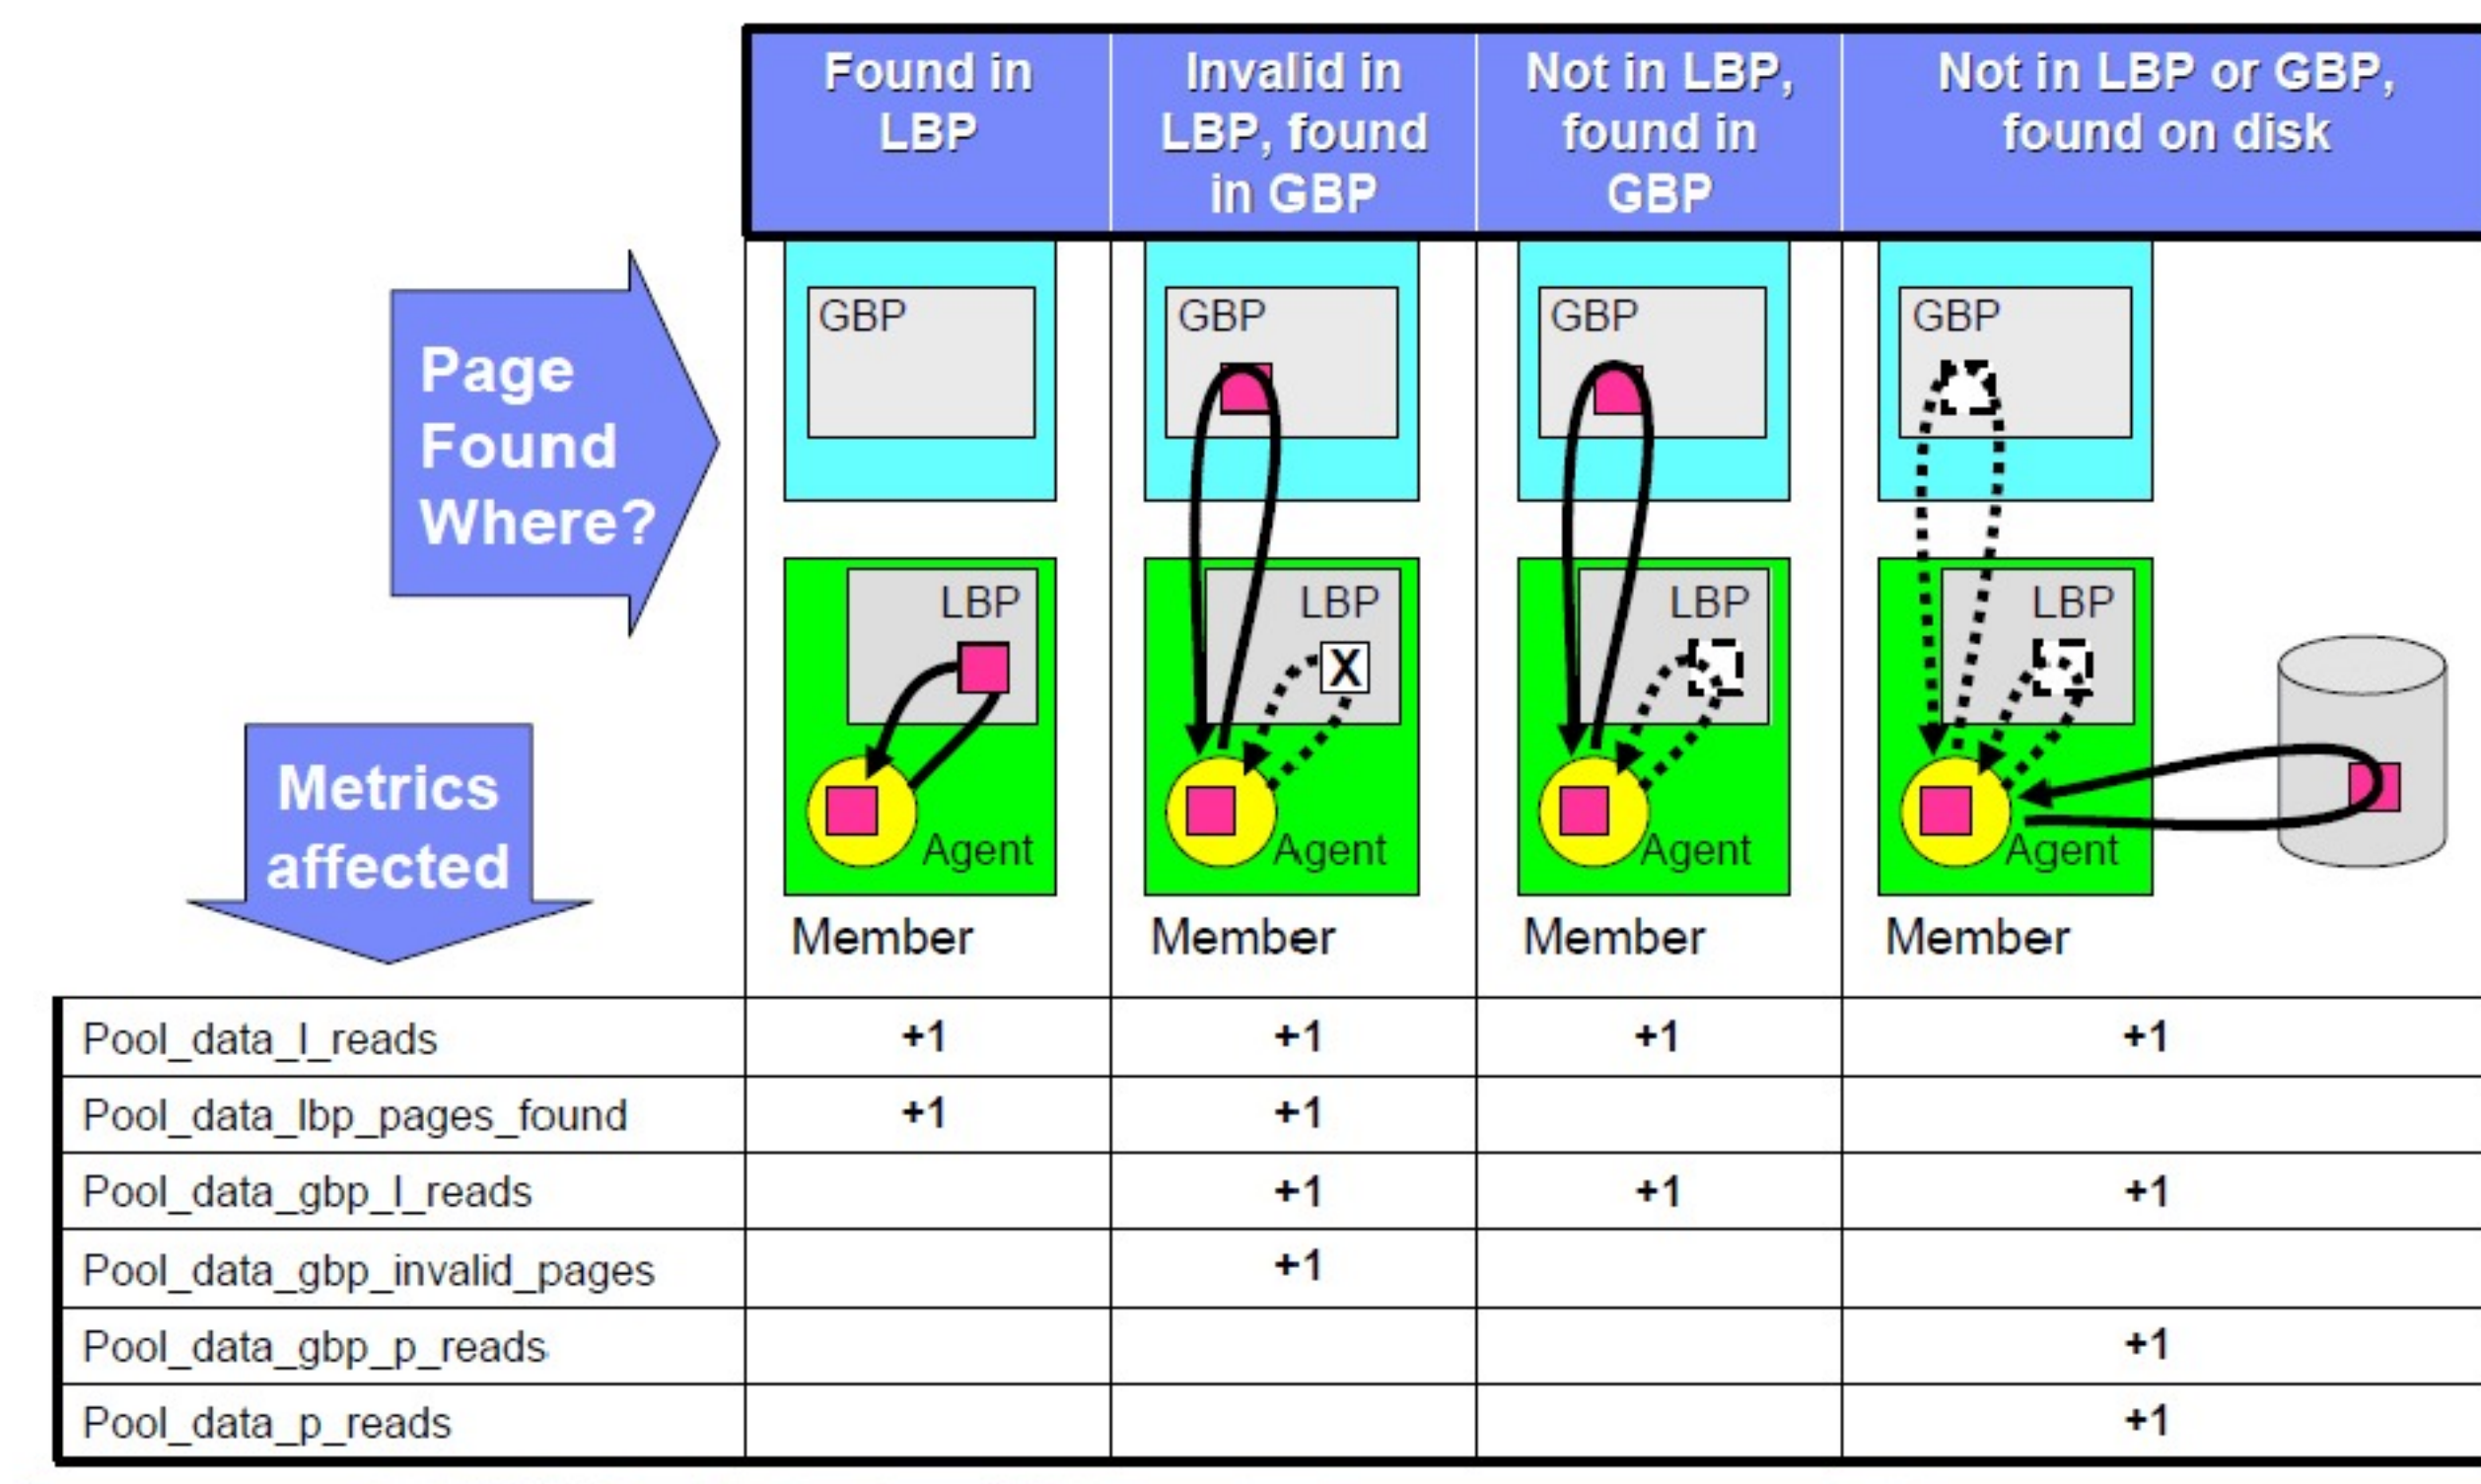 Found in
LBP
Invalid in
LBP, found
in GBP
Not in LBP,
found in
GBP
Not in LBP or GBP,
found on disk
Page
Found
Where?
GBP
GBP
GBP
GBP
LBP
LBP
LBP
LBP
X
Agent
Agent
Agent
Agent
Member
Member
Member
Member
Metrics
affected
Pool_data_l_reads +1 +1 +1 +1
Pool_data_lbp_pages_found +1 +1
Pool_data_gbp_l_reads +1 +1 +1
Pool_data_gbp_invalid_pages +1
Pool_data_gbp_p_reads +1
Pool_data_p_reads +1